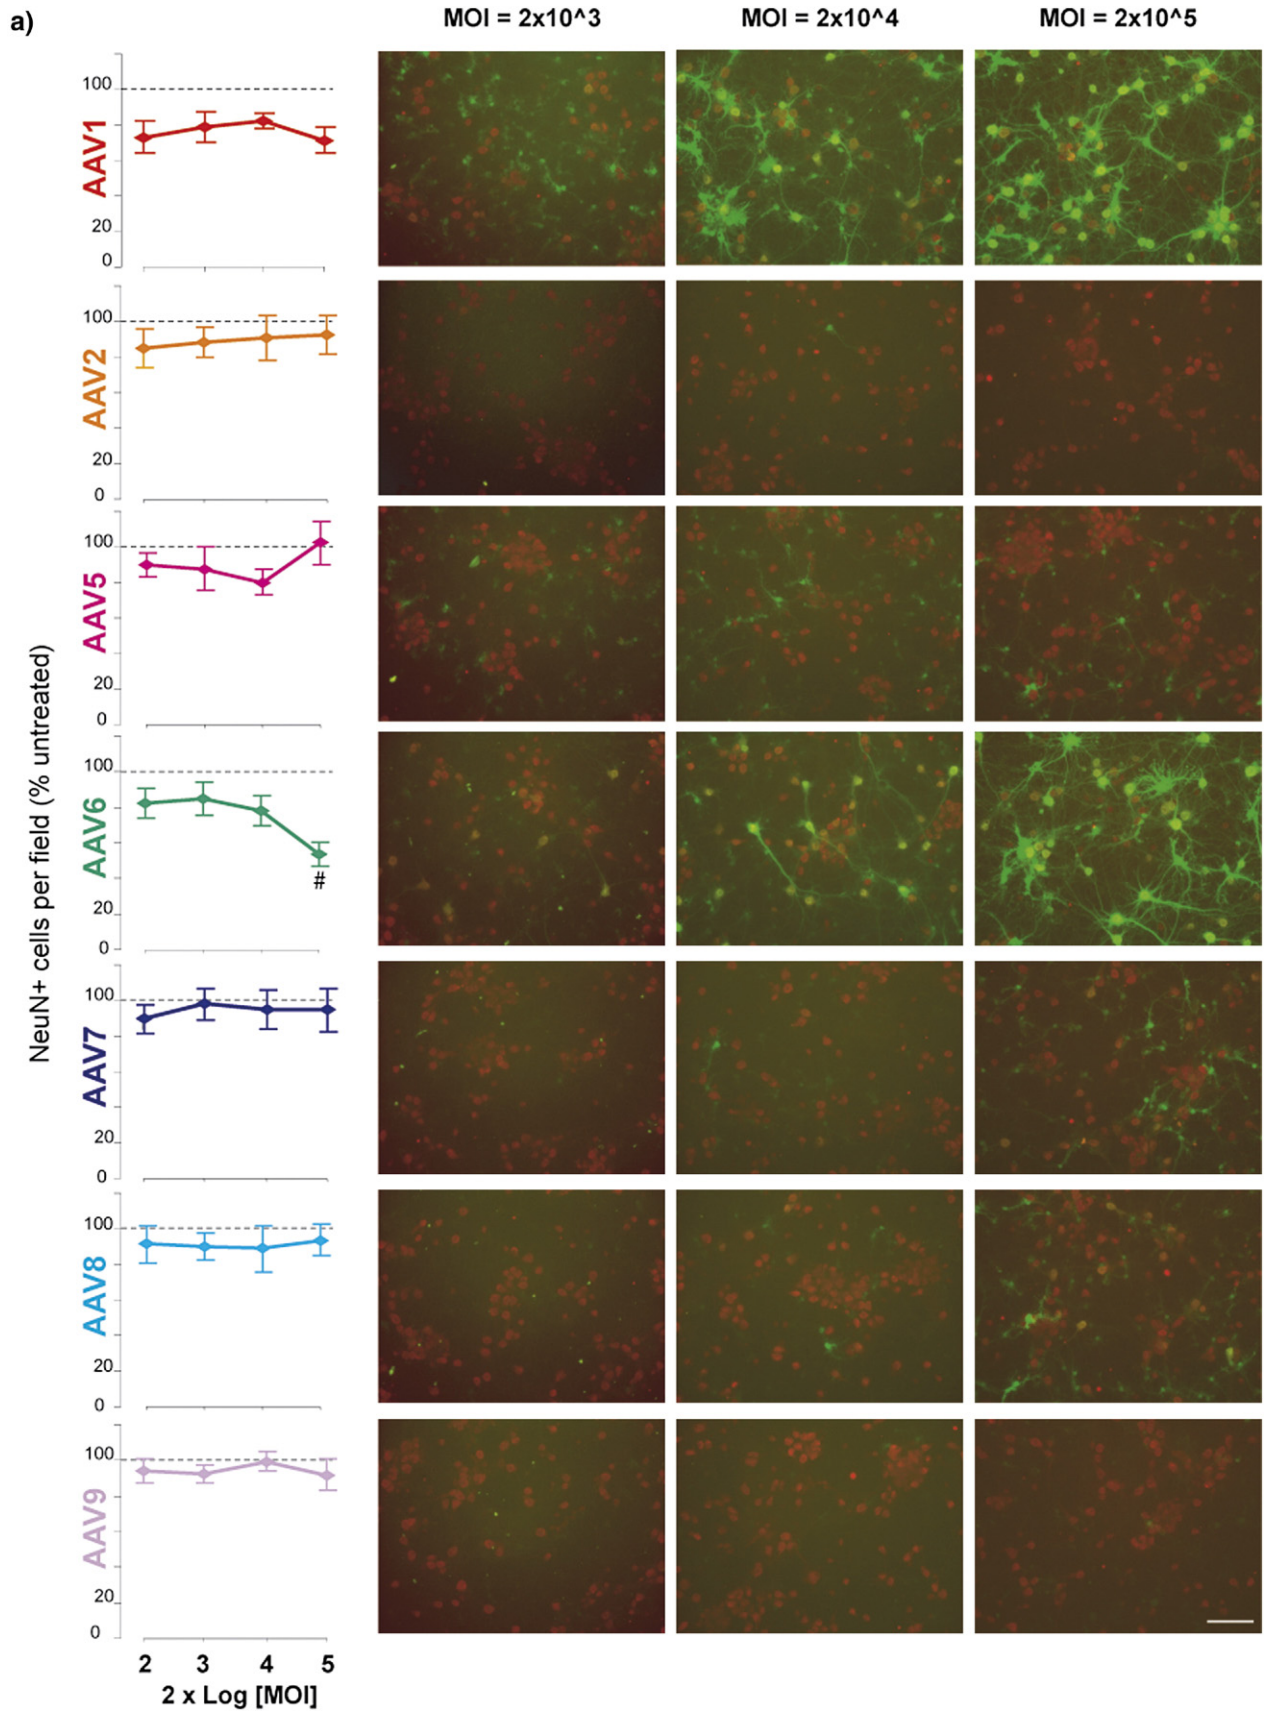 a)
MOI = 2x10^3
MOI = 2x10^4
MOI = 2x10^5
NeuN+ cells per field (% untreated)
AAV1
100
20
0
AAV2
100
20
0
AAV5
100
20
0
AAV6
100
20
0
#
AAV7
100
20
0
AAV8
100
20
0
AAV9
100
20
0
2 3 4 5
2 x Log [MOI]